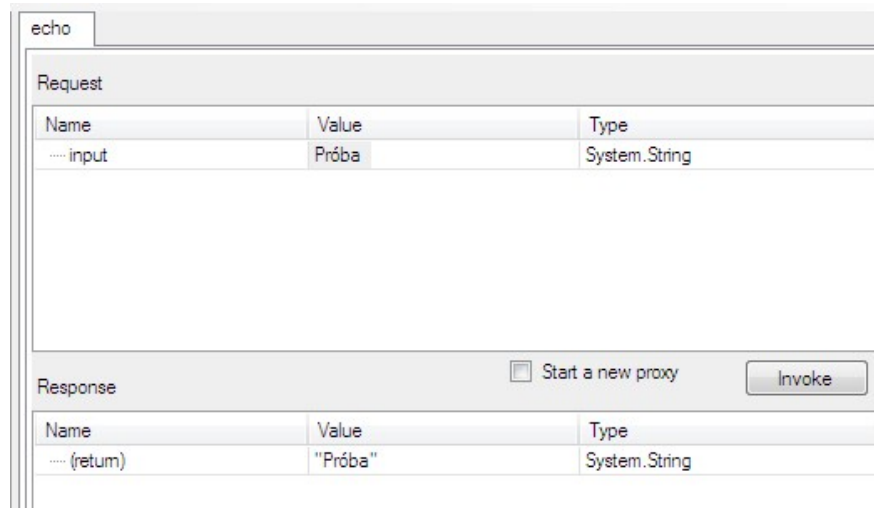 echo
Request
Name Value Type
input Próba System.String
Start a new proxy Invoke
Response
Name Value Type
(return) "Próba" System.String